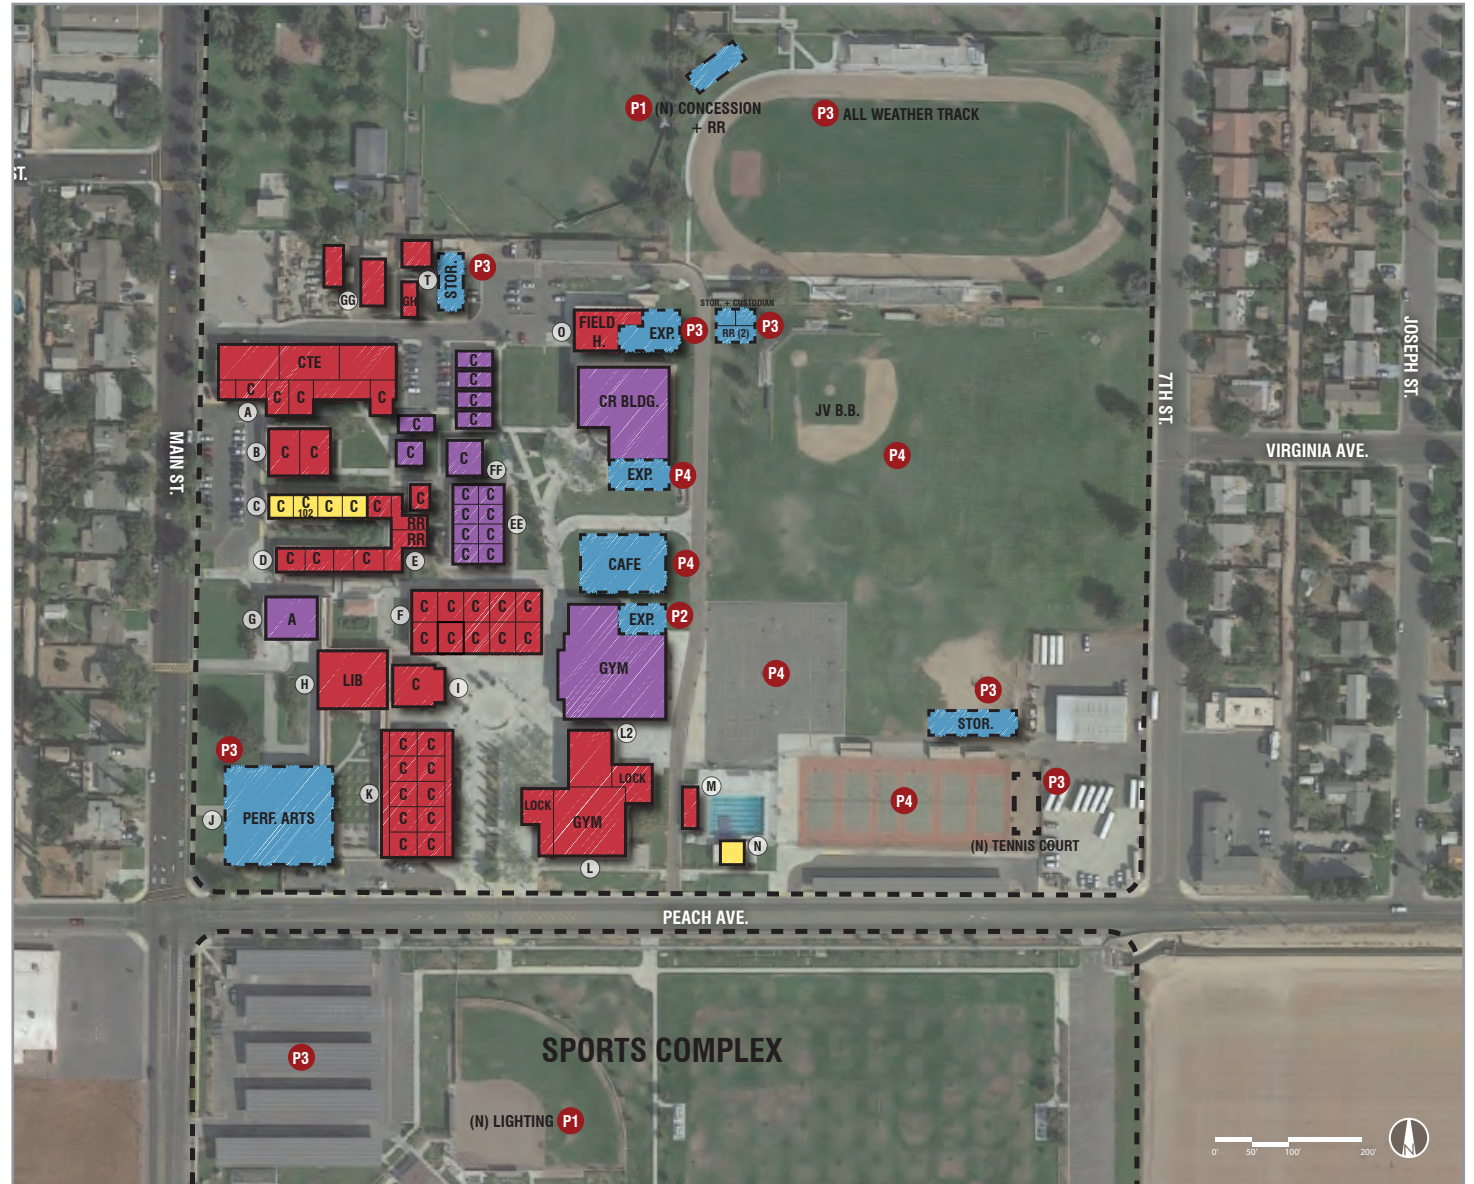 P1 (N) CONCESSION
+ RR
P3 ALL WEATHER TRACK
ST.
T
STOR.
P3
GG
GH
STOR. + CUSTODIAN
O
FIELD
H.
EXP.
P3
RR (2)
P3
JOSEPH ST.
7TH ST.
CTE
C
C
C
C
A
C
C
C
C
CR BLDG.
JV B.B.
MAIN ST.
C
B
C C
C
C
FF
P4
VIRGINIA AVE.
EXP.
P4
C
C C C C C
102
C
RR
RR
C C
C C
C C
C C
EE
D
C C C
E
CAFE
P4
G
A
F
C C C C C
C C C C C
EXP.
P2
GYM
H
LIB
C
I
P4
P3
STOR.
L2
P3
J
PERF. ARTS
K
C C
C C
C C
C C
C C
LOCK
LOCK
GYM
L
M
N
P4
P3
(N) TENNIS COURT
PEACH AVE.
SPORTS COMPLEX
P3
(N) LIGHTING P1
0' 50' 100' 200'
N